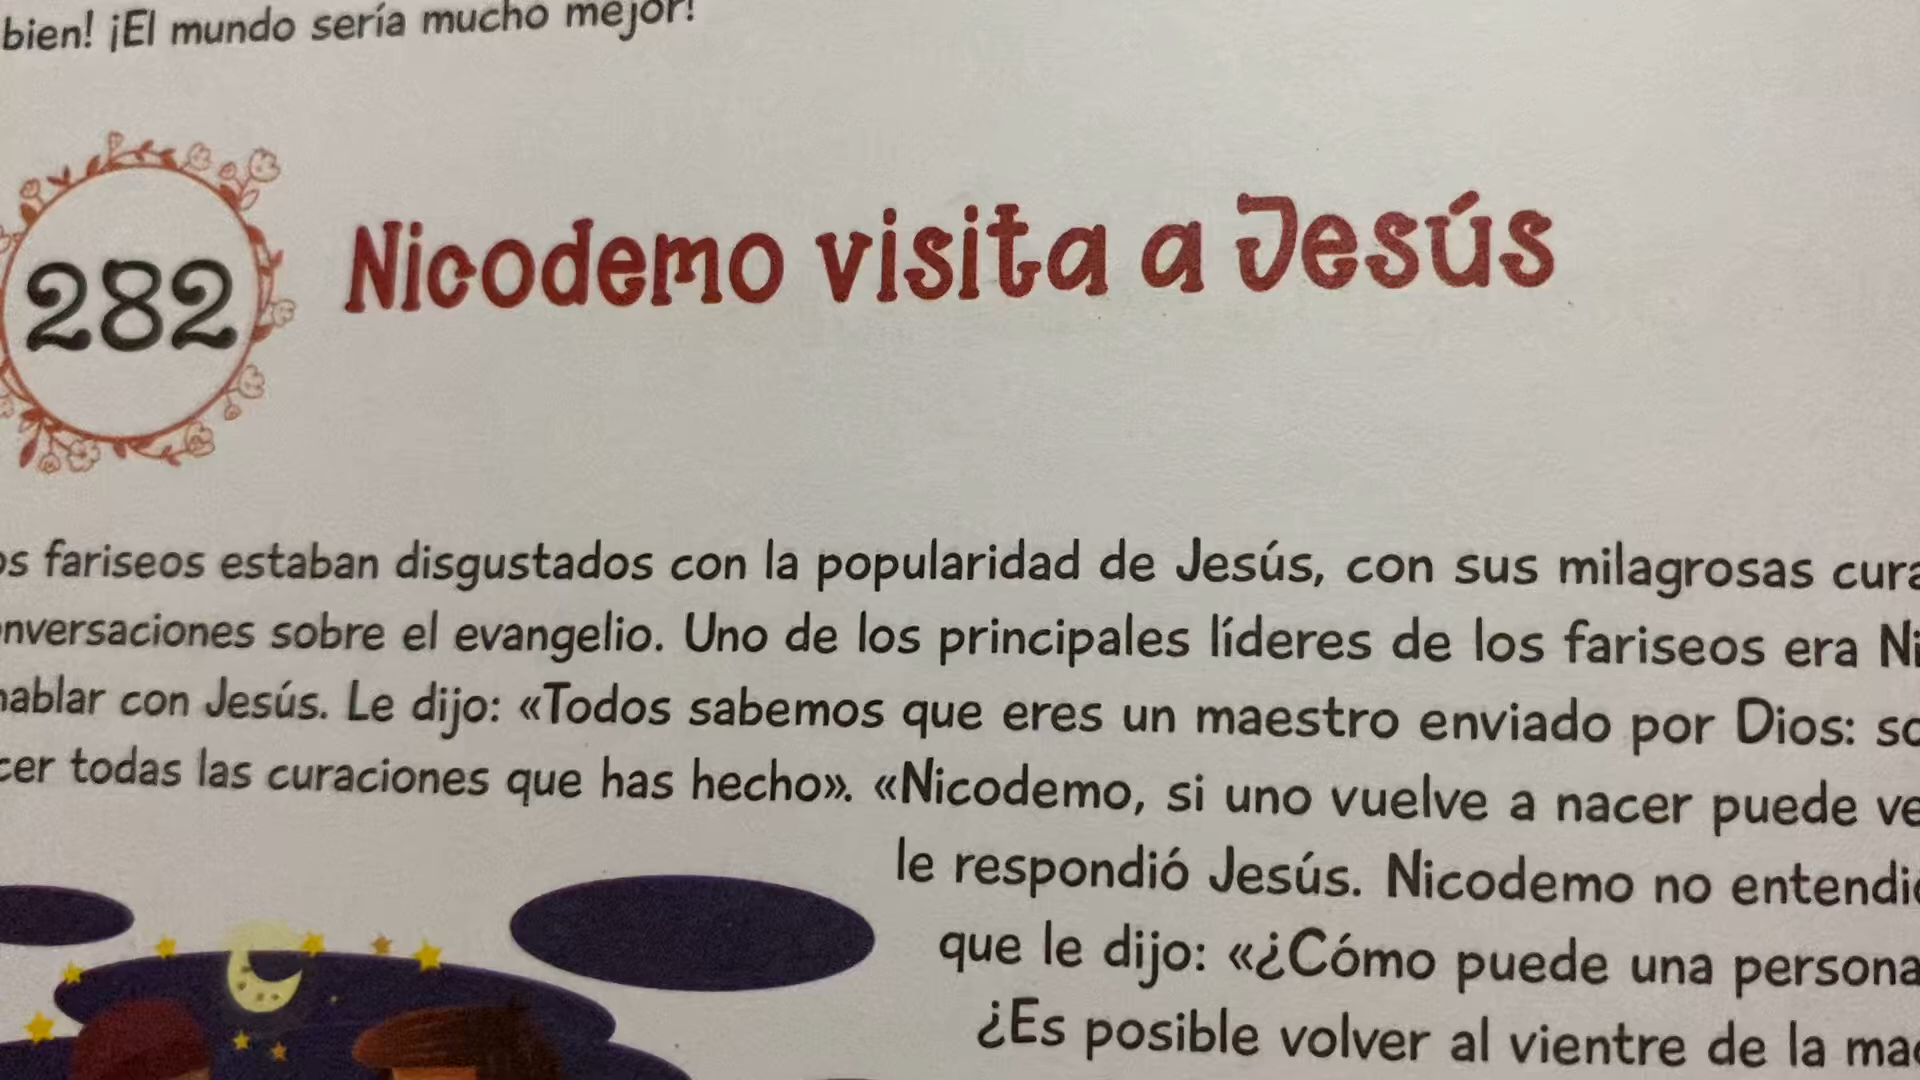 bien! ¡El mundo sería mucho mejor!
282
Nicodemo visita a Jesús
fariseos estaban disgustados con la popularidad de Jesús, con sus milagrosas
sobre el evangelio. Uno de los principales líderes de los fariseos era
con Jesús. Le dijo: «Todos sabemos que eres un maestro enviado por Dios:
todas las curaciones que has hecho». «Nicodemo, si uno vuelve a nacer puede
le respondió Jesús. Nicodemo no
que le dijo: «¿Cómo puede una persona
¿Es posible volver al vientre de la